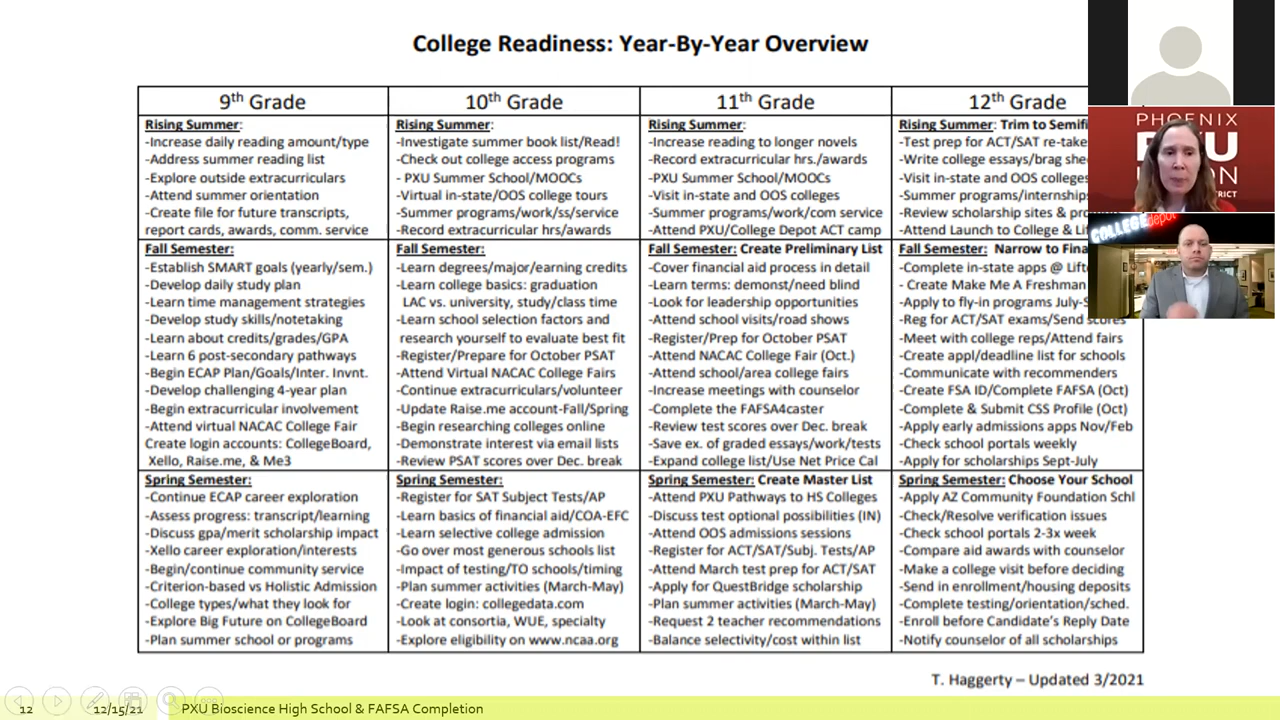 College Readiness: Year-By-Year Overview
9th Grade
Rising Summer:
-Increase daily reading amount/type
-Address summer reading list
-Explore outside extracurriculars
-Attend summer orientation
-Create file for future transcripts,
report cards, awards, comm. service
Fall Semester:
-Establish SMART goals (yearly/sem.)
-Develop daily study plan
-Learn time management strategies
-Develop study skills/notetaking
-Learn about credits/grades/GPA
-Learn 6 post-secondary pathways
-Begin ECAP Plan/Goals/Inter. Invnt.
-Develop challenging 4-year plan
-Begin extracurricular involvement
-Attend virtual NACAC College Fair
Create login accounts: CollegeBoard,
Xello, Raise.me, & Me3
Spring Semester:
-Continue ECAP career exploration
-Assess progress: transcript/learning
-Discuss gpa/merit scholarship impact
-Xello career exploration/interests
-Begin/continue community service
-Criterion-based vs Holistic Admission
-College types/what they look for
-Explore Big Future on CollegeBoard
-Plan summer school or programs
10th Grade
Rising Summer:
-Investigate summer book list/Read!
-Check out college access programs
- PXU Summer School/MOOCs
-Virtual in-state/OOS college tours
-Summer programs/work/ss/service
-Record extracurricular hrs/awards
Fall Semester:
-Learn degrees/major/earning credits
-Learn college basics: graduation
LAC vs. university, study/class time
-Learn school selection factors and
research yourself to evaluate best fit
-Register/Prepare for October PSAT
-Attend Virtual NACAC College Fairs
-Continue extracurriculars/volunteer
-Update Raise.me account-Fall/Spring
-Begin researching colleges online
-Demonstrate interest via email lists
-Review PSAT scores over Dec. break
Spring Semester:
-Register for SAT Subject Tests/AP
-Learn basics of financial aid/COA-EFC
-Learn selective college admission
-Go over most generous schools list
-Impact of testing/TO schools/timing
-Plan summer activities (March-May)
-Create login: collegedata.com
-Look at consortia, WUE, specialty
-Explore eligibility on www.ncaa.org
11th Grade
Rising Summer:
-Increase reading to longer novels
-Record extracurricular hrs./awards
-PXU Summer School/MOOCs
-Visit in-state and OOS colleges
-Summer programs/work/com service
-Attend PXU/College Depot ACT camp
Fall Semester: Create Preliminary List
-Cover financial aid process in detail
-Learn terms: demonst/need blind
-Look for leadership opportunities
-Attend school visits/road shows
-Register/Prep for October PSAT
-Attend NACAC College Fair (Oct.)
-Attend school/area college fairs
-Increase meetings with counselor
-Complete the FAFSA4caster
-Review test scores over Dec. break
-Save ex. of graded essays/work/tests
-Expand college list/Use Net Price Cal
Spring Semester: Create Master List
-Attend PXU Pathways to HS Colleges
-Discuss test optional possibilities (IN)
-Attend OOS admissions sessions
-Register for ACT/SAT/Subj. Tests/AP
-Attend March test prep for ACT/SAT
-Apply for QuestBridge scholarship
-Plan summer activities (March-May)
-Request 2 teacher recommendations
-Balance selectivity/cost within list
12th Grade
Rising Summer: Trim to
-Test prep for ACT/SAT
-Write college essays/brag
-Visit in-state and OOS colleges
-Summer programs/internships
-Review scholarship sites &
-Attend Launch to College &
Fall Semester: Narrow to
-Complete in-state apps @
- Create Make Me A Freshman
-Apply to fly-in programs
-Reg for ACT/SAT exams/Send scores
-Meet with college reps/Attend fairs
-Create appl/deadline list for schools
-Communicate with recommenders
-Create FSA ID/Complete FAFSA (Oct)
-Complete & Submit CSS Profile (Oct)
-Apply early admissions apps Nov/Feb
-Check school portals weekly
-Apply for scholarships Sept-July
Spring Semester: Choose Your School
-Apply AZ Community Foundation Schl
-Check/Resolve verification issues
-Check school portals 2-3x week
-Compare aid awards with counselor
-Make a college visit before deciding
-Send in enrollment/housing deposits
-Complete testing/orientation/sched.
-Enroll before Candidate's Reply Date
-Notify counselor of all scholarships
T. Haggerty – Updated 3/2021
PHOENIX
COLLEGE depot
12
12/15/21
PXU Bioscience High School & FAFSA Completion